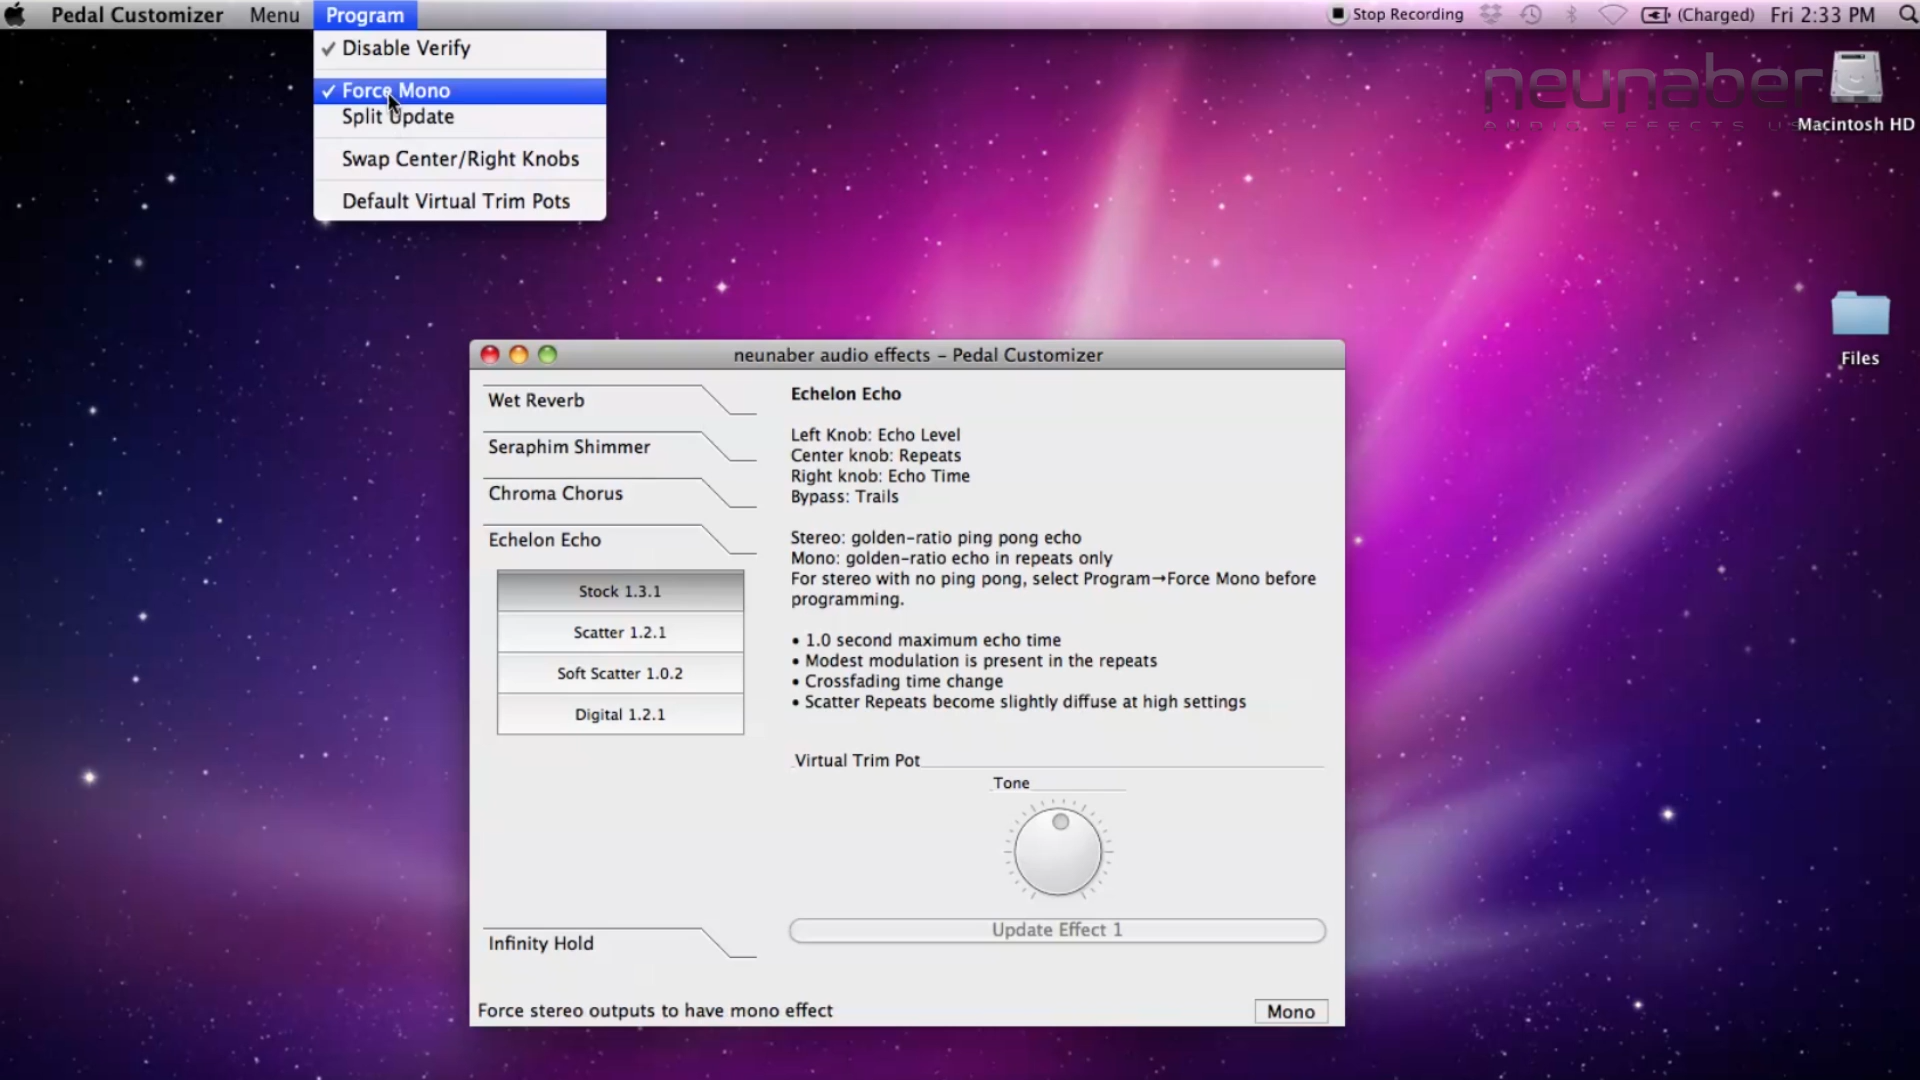 Pedal Customizer Menu Program Stop Recording (Charged) Fri 2:33 PM
✓ Disable Verify
✓ Force Mono
Split Update
Swap Center/Right Knobs
Default Virtual Trim Pots
neunaber
AUDIO EFFECTS US
Macintosh HD
Files
neunaber audio effects - Pedal Customizer
Wet Reverb
Seraphim Shimmer
Chroma Chorus
Echelon Echo
Stock 1.3.1
Scatter 1.2.1
Soft Scatter 1.0.2
Digital 1.2.1
Infinity Hold
Echelon Echo
Left Knob: Echo Level
Center knob: Repeats
Right knob: Echo Time
Bypass: Trails
Stereo: golden-ratio ping pong echo
Mono: golden-ratio echo in repeats only
For stereo with no ping pong, select Program→Force Mono before
programming.
• 1.0 second maximum echo time
• Modest modulation is present in the repeats
• Crossfading time change
• Scatter Repeats become slightly diffuse at high settings
Virtual Trim Pot
Tone
Update Effect 1
Force stereo outputs to have mono effect
Mono